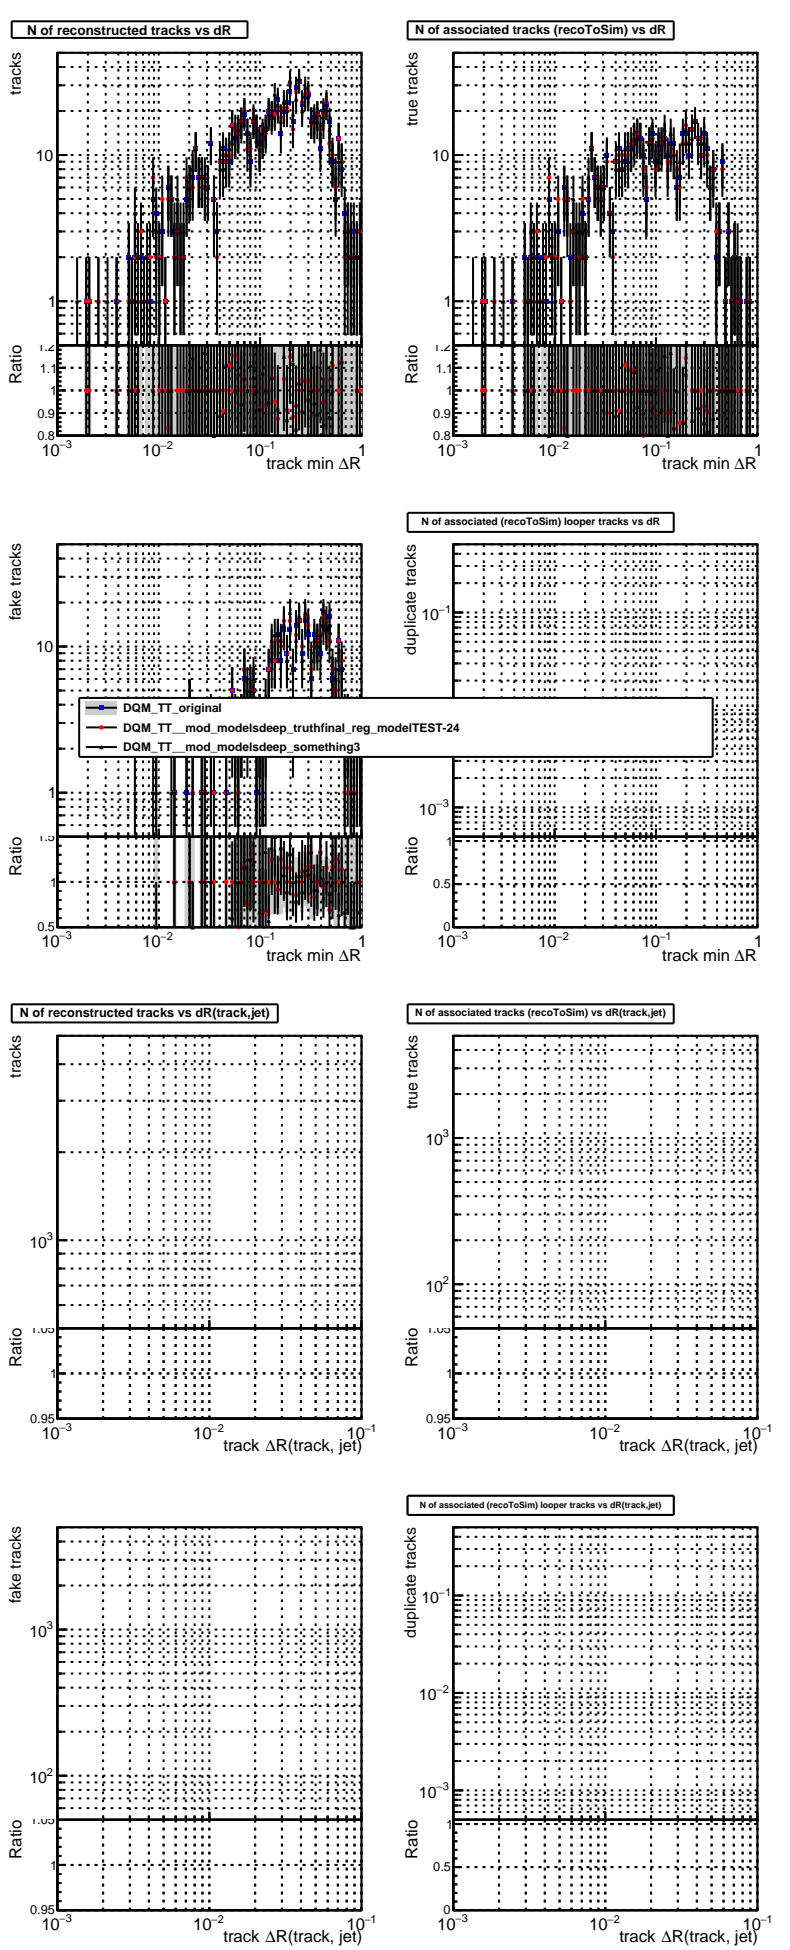 N of reconstructed tracks vs dR
N of associated tracks (recoToSim) vs dR
tracks
10
1
Ratio
1.2
1.1
1
0.9
0.8
10−3
10−2
10−1
1
track min ΔR
true tracks
10
1
Ratio
1.2
1.1
1
0.9
0.8
10−3
10−2
10−1
1
track min ΔR
N of associated (recoToSim) looper tracks vs dR
fake tracks
10
1
Ratio
1.5
1
0.5
10−3
10−2
10−1
1
track min ΔR
duplicate tracks
10−1
10−3
Ratio
1
0.5
0
10−3
10−2
10−1
1
track min ΔR
DQM_TT_original
DQM_TT__mod_modelsdeep_truthfinal_reg_modelTEST-24
DQM_TT__mod_modelsdeep_something3
N of reconstructed tracks vs dR(track,jet)
N of associated tracks (recoToSim) vs dR(track,jet)
tracks
103
Ratio
1.05
1
0.95
10−3
10−2
10−1
track ΔR(track, jet)
true tracks
103
102
Ratio
1.05
1
0.95
10−3
10−2
10−1
track ΔR(track, jet)
N of associated (recoToSim) looper tracks vs dR(track,jet)
fake tracks
103
102
Ratio
1.05
1
0.95
10−3
10−2
10−1
track ΔR(track, jet)
duplicate tracks
10−1
10−2
10−3
Ratio
1
0.5
0
10−3
10−2
10−1
track ΔR(track, jet)